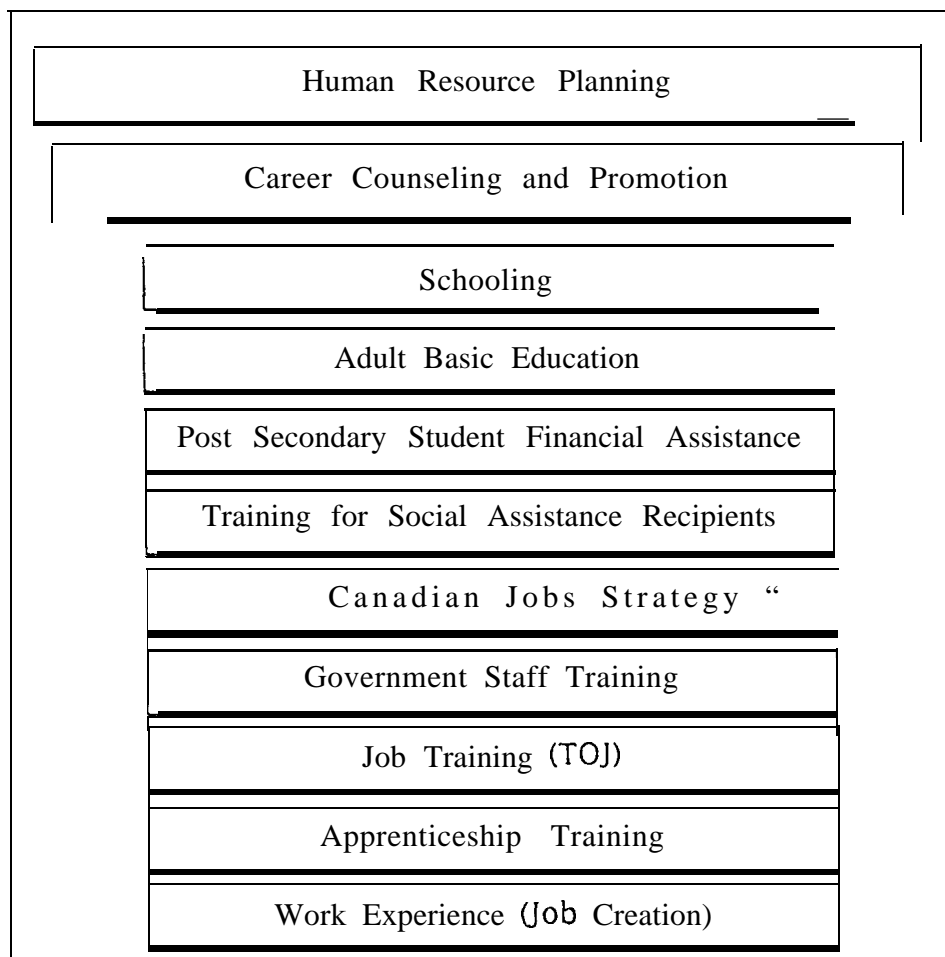 Human Resource Planning
Career Counseling and Promotion
Schooling
Adult Basic Education
Post Secondary Student Financial Assistance
Training for Social Assistance Recipients
Canadian Jobs Strategy “
Government Staff Training
Job Training (TOJ)
Apprenticeship Training
Work Experience (Job Creation)